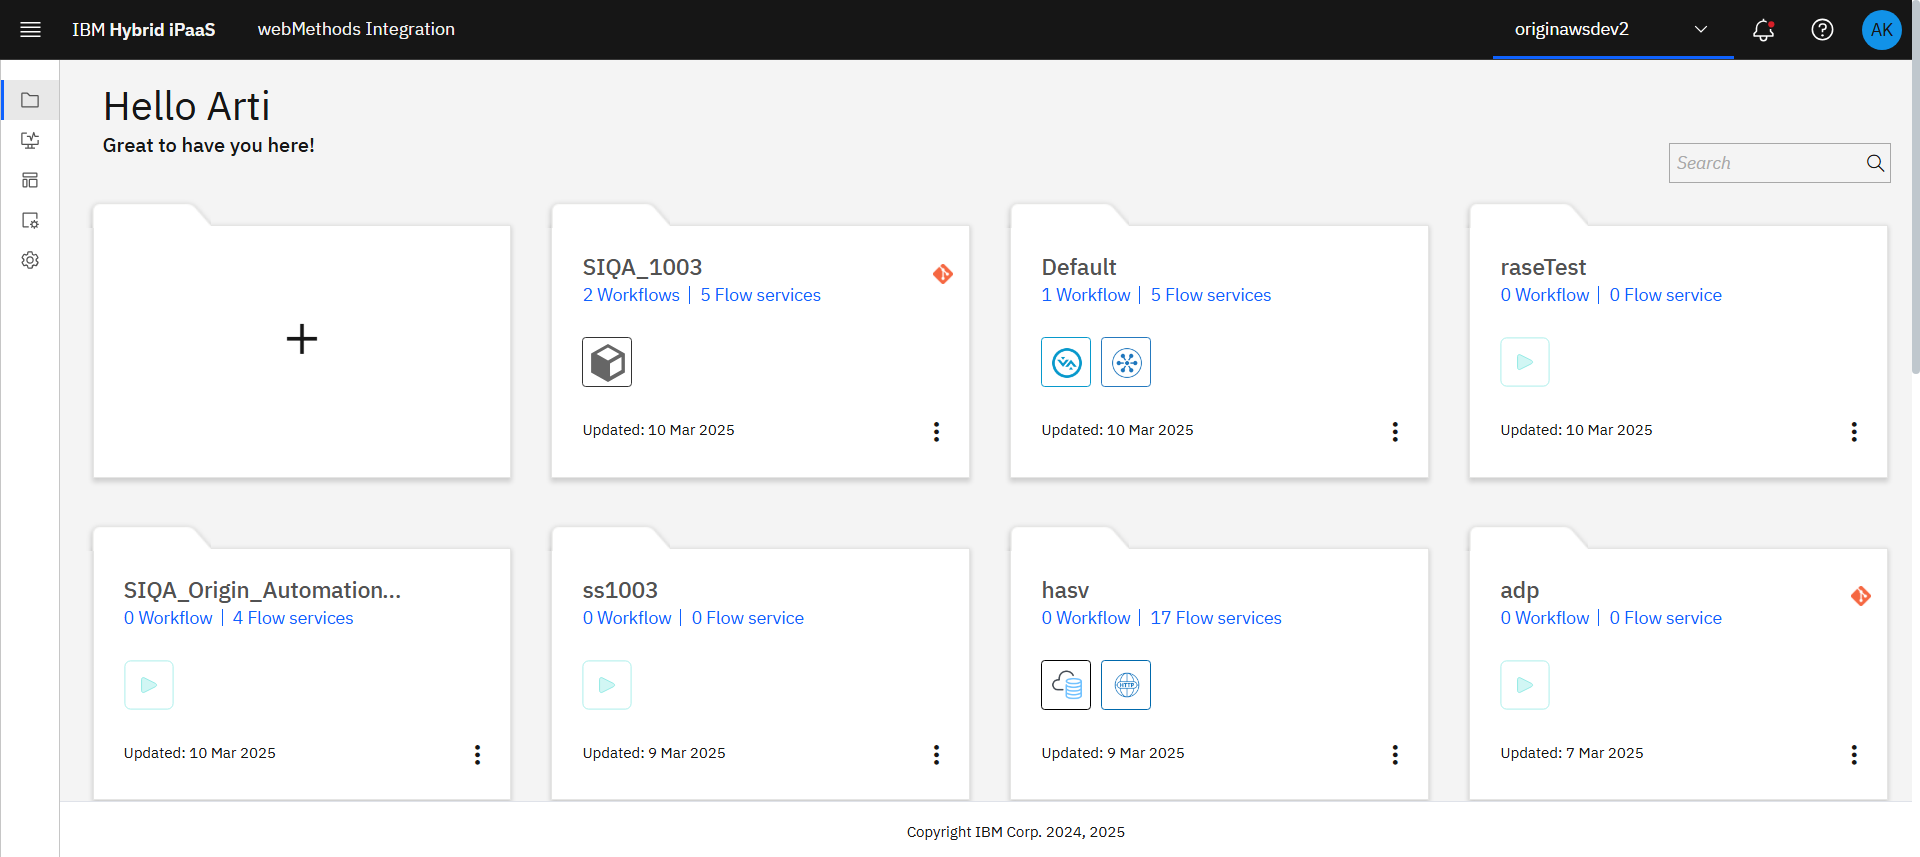 IBM Hybrid iPaaS
webMethods Integration
originawsdev2
AK
Hello Arti
Great to have you here!
Search
SIQA_1003
2 Workflows | 5 Flow services
Updated: 10 Mar 2025
Default
1 Workflow | 5 Flow services
Updated: 10 Mar 2025
raseTest
0 Workflow | 0 Flow service
Updated: 10 Mar 2025
SIQA_Origin_Automation...
0 Workflow | 4 Flow services
Updated: 10 Mar 2025
ss1003
0 Workflow | 0 Flow service
Updated: 9 Mar 2025
hasv
0 Workflow | 17 Flow services
HTTP
Updated: 9 Mar 2025
adp
0 Workflow | 0 Flow service
Updated: 7 Mar 2025
Copyright IBM Corp. 2024, 2025